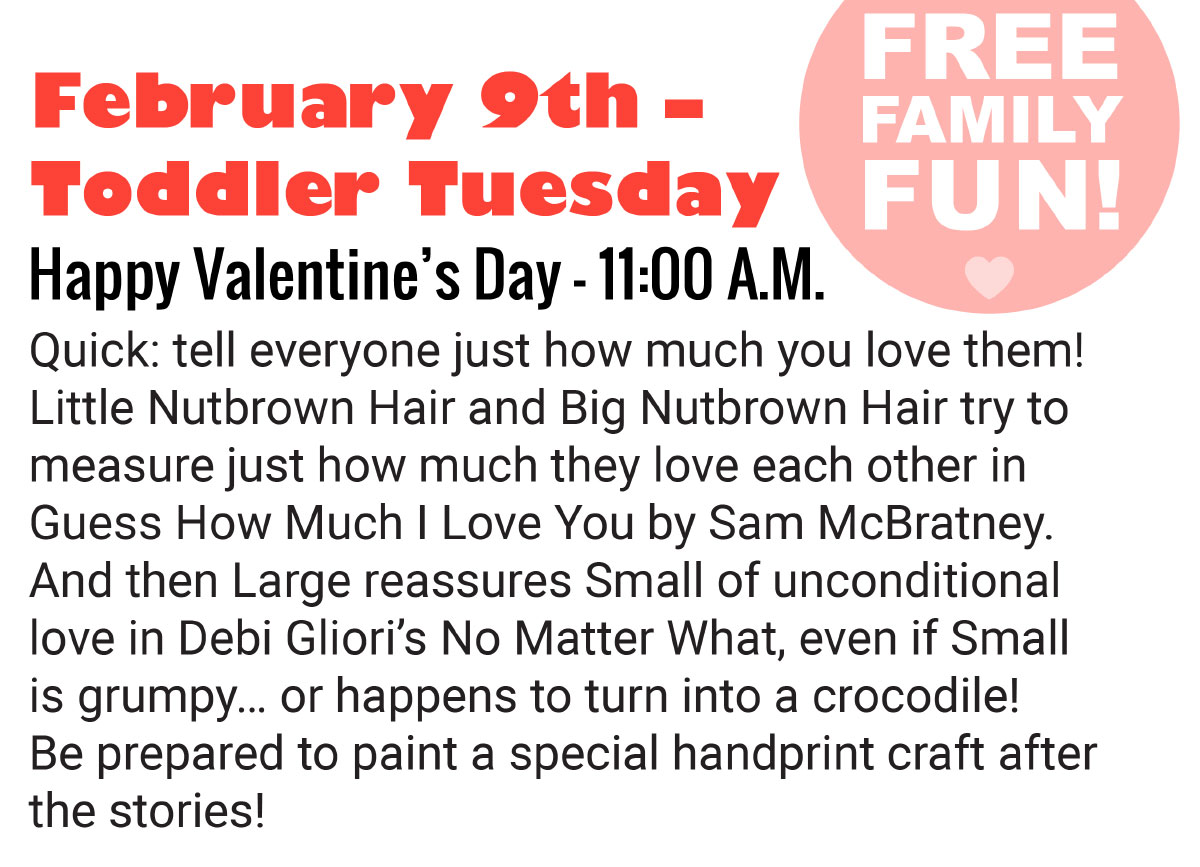 FREE
FAMILY
FUN!
February 9th –
Toddler Tuesday
Happy Valentine’s Day - 11:00 A.M.
Quick: tell everyone just how much you love them!
Little Nutbrown Hair and Big Nutbrown Hair try to
measure just how much they love each other in
Guess How Much I Love You by Sam McBratney.
And then Large reassures Small of unconditional
love in Debi Gliori’s No Matter What, even if Small
is grumpy... or happens to turn into a crocodile!
Be prepared to paint a special handprint craft after
the stories!